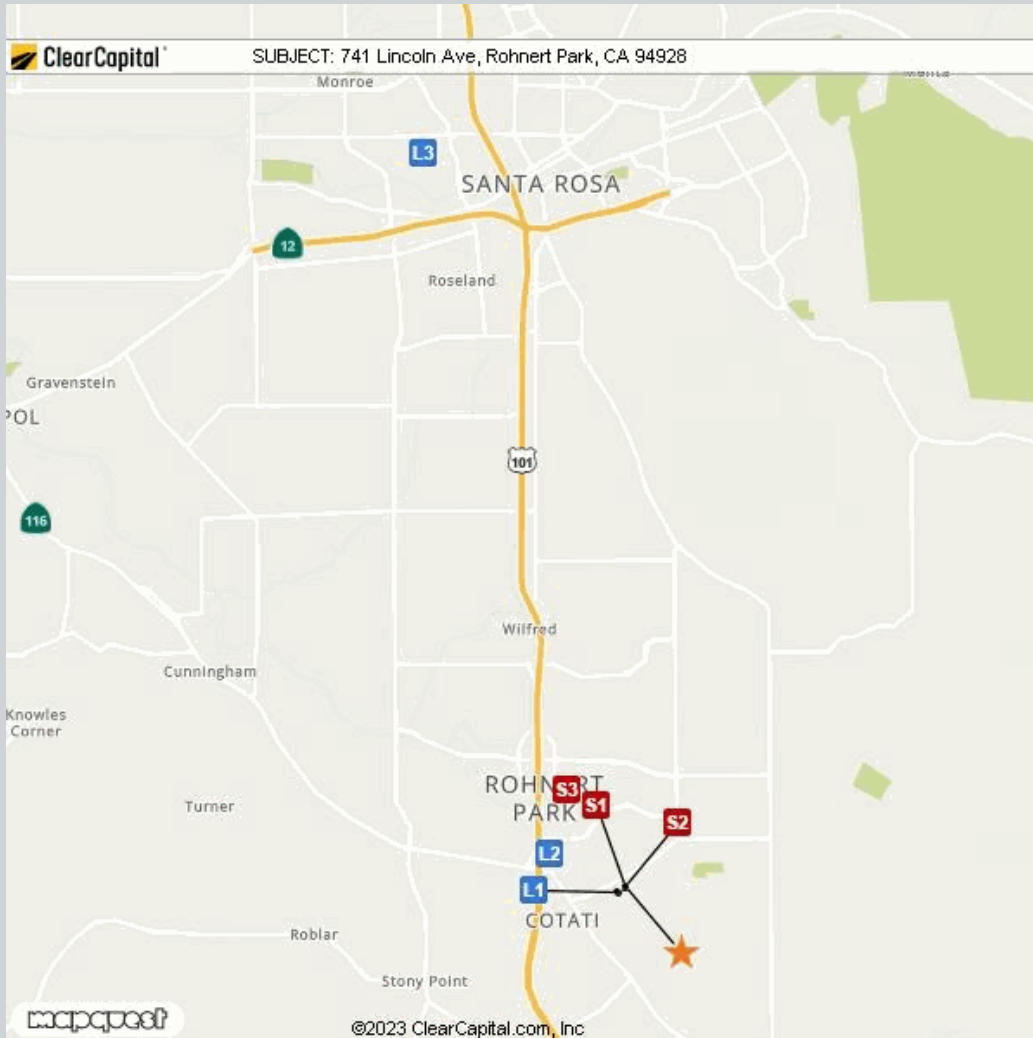 ClearCapital
SUBJECT: 741 Lincoln Ave, Rohnert Park, CA 94928
Monroe
L3
SANTA ROSA
12
Roseland
Gravenstein
POL
101
116
Wilfred
Cunningham
Knowles
Corner
ROHNERT
PARK
S3
S1
S2
Turner
L2
L1
COTATI
Roblar
Stony Point
mapquest
©2023 ClearCapital.com, Inc